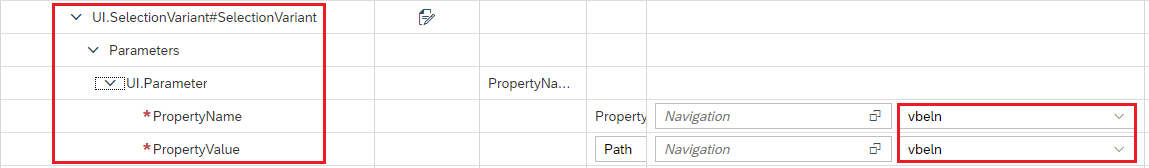 UI.SelectionVariant#SelectionVariant
Parameters
UI.Parameter PropertyNa...
*PropertyName Property Navigation vbeln
*PropertyValue Path Navigation vbeln